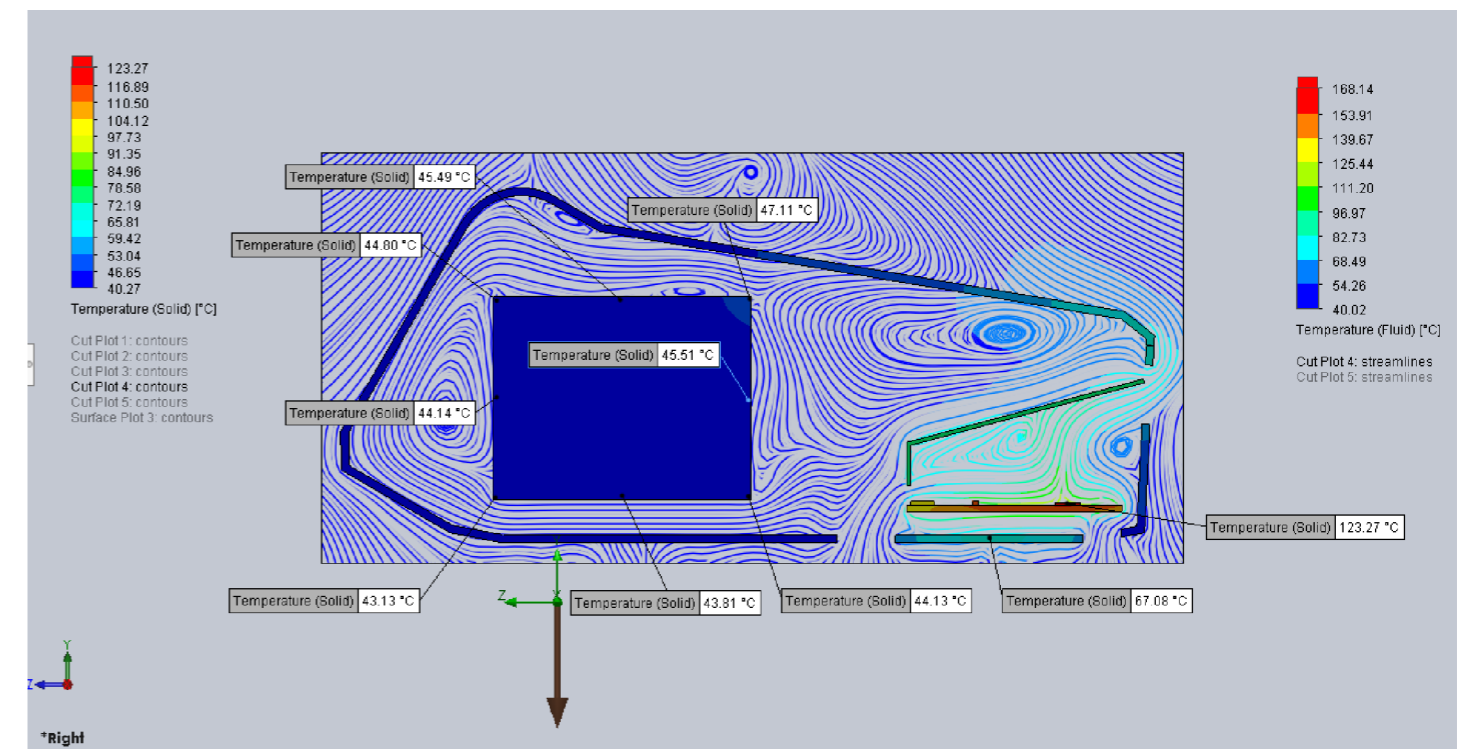 123.27
116.89
110.50
104.12
97.73
91.35
84.96
78.58
72.19
65.81
59.42
53.04
46.65
40.27
Temperature (Solid) [°C]
Cut Plot 1: contours
Cut Plot 2: contours
Cut Plot 3: contours
Cut Plot 4: contours
Cut Plot 5: contours
Surface Plot 3: contours
Temperature (Solid) 45.49 °C
Temperature (Solid) 47.11 °C
Temperature (Solid) 44.80 °C
Temperature (Solid) 45.51 °C
Temperature (Solid) 44.14 °C
Temperature (Solid) 123.27 °C
Temperature (Solid) 43.13 °C
Temperature (Solid) 43.81 °C
Temperature (Solid) 44.13 °C
Temperature (Solid) 67.08 °C
168.14
153.91
139.67
125.44
111.20
96.97
82.73
68.49
54.26
40.02
Temperature (Fluid) [°C]
Cut Plot 4: streamlines
Cut Plot 5: streamlines
Y
Z
X
Y
Z
*Right